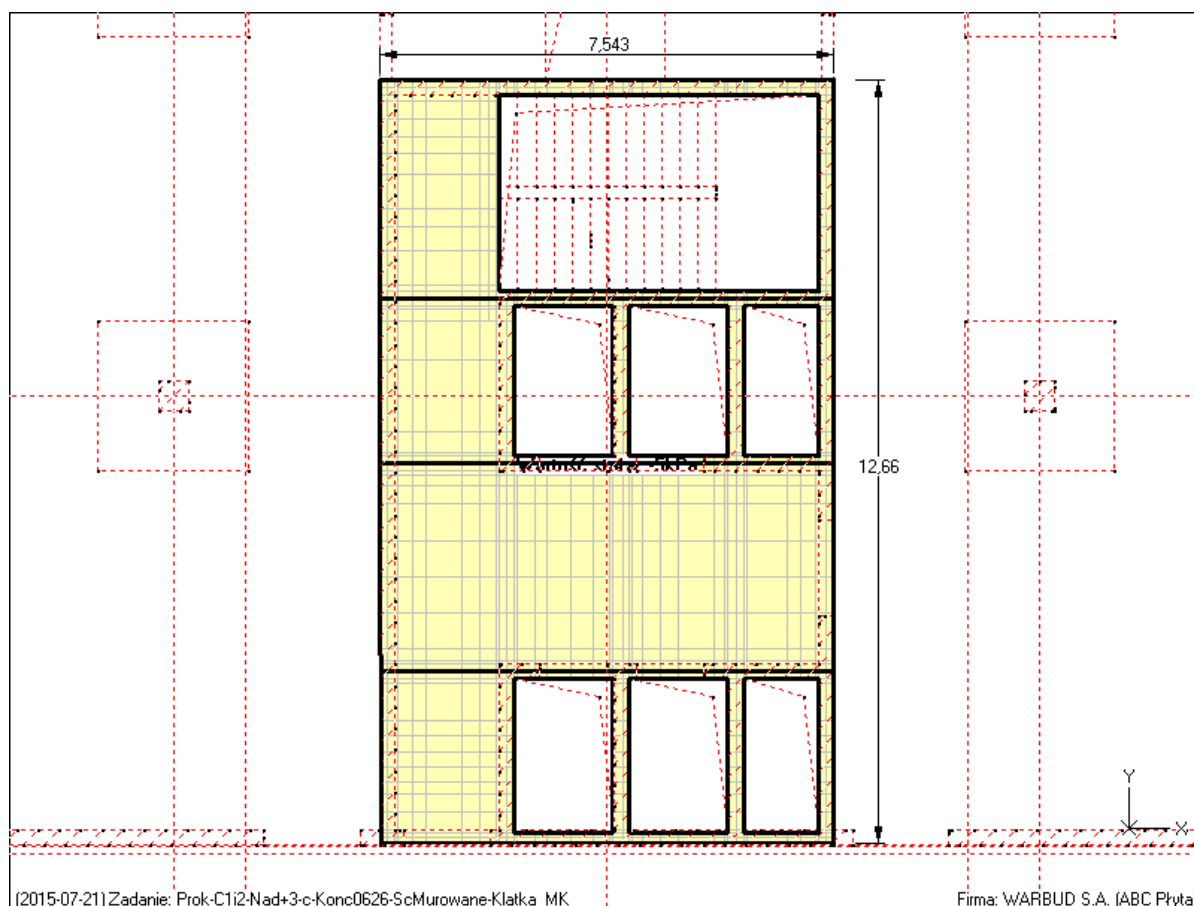 7,543
12,66
Y
X
(2015-07-21) Zadanie: Prok-C1i2-Nad+3-c-Konc0626-ScMurowane-Klatka_MK
Firma: WARBUD S.A. (ABC Płyta